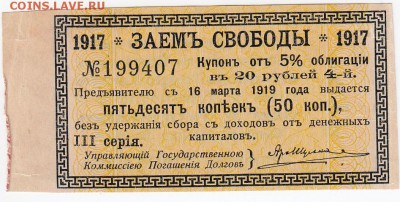 COINS.LAVE.RU
1917 * ЗАЕМЪ СВОБОДЫ * 1917
№199407
Купонъ отъ 5% облигаціи
въ 20 рублей 4-й.
Предъявителю съ 16 марта 1919 года выдается
пятьдесятъ копѣекъ (50 коп.),
безъ удержанія сбора съ доходовъ отъ денежныхъ
капиталовъ.
III серія.
Управляющій Государственною
Коммиссіею Погашенія Долговъ